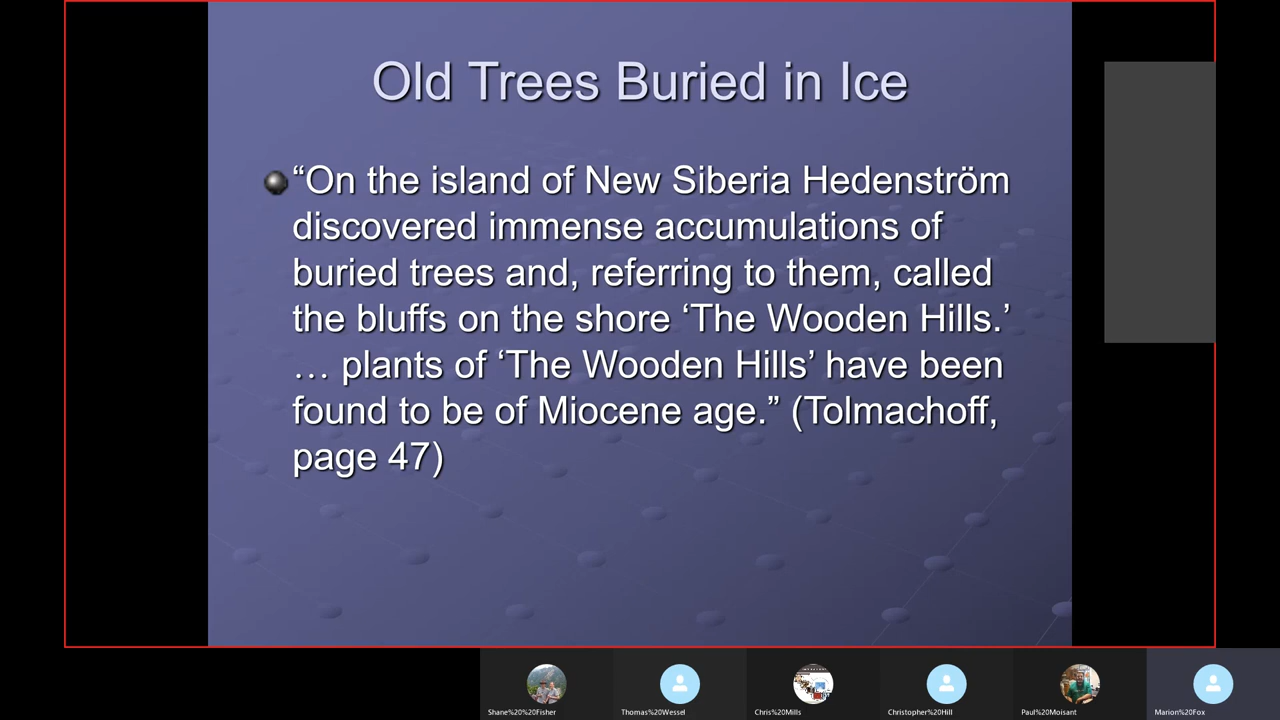 Old Trees Buried in Ice
“On the island of New Siberia Hedenström
discovered immense accumulations of
buried trees and, referring to them, called
the bluffs on the shore ‘The Wooden Hills.’
… plants of ‘The Wooden Hills’ have been
found to be of Miocene age.” (Tolmachoff,
page 47)
Shane%20%20Fisher
Thomas%20Wessel
Chris%20Mills
Christopher%20Hill
Paul%20Moisant
Marion%20Fox